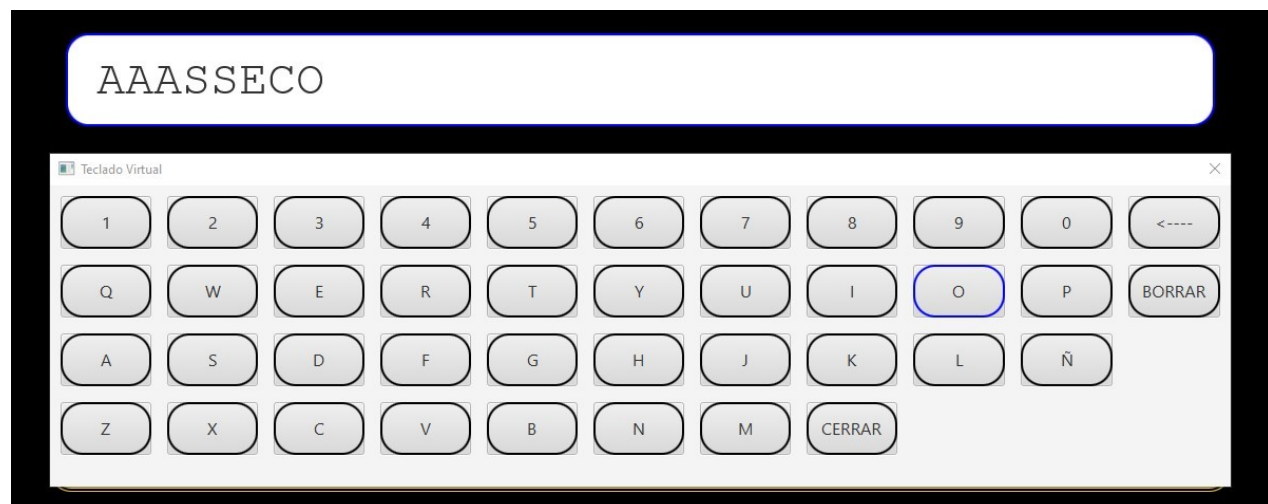 AAASSECO
Teclado Virtual
1 2 3 4 5 6 7 8 9 0 <----
Q W E R T Y U I O P BORRAR
A S D F G H J K L Ñ
Z X C V B N M CERRAR